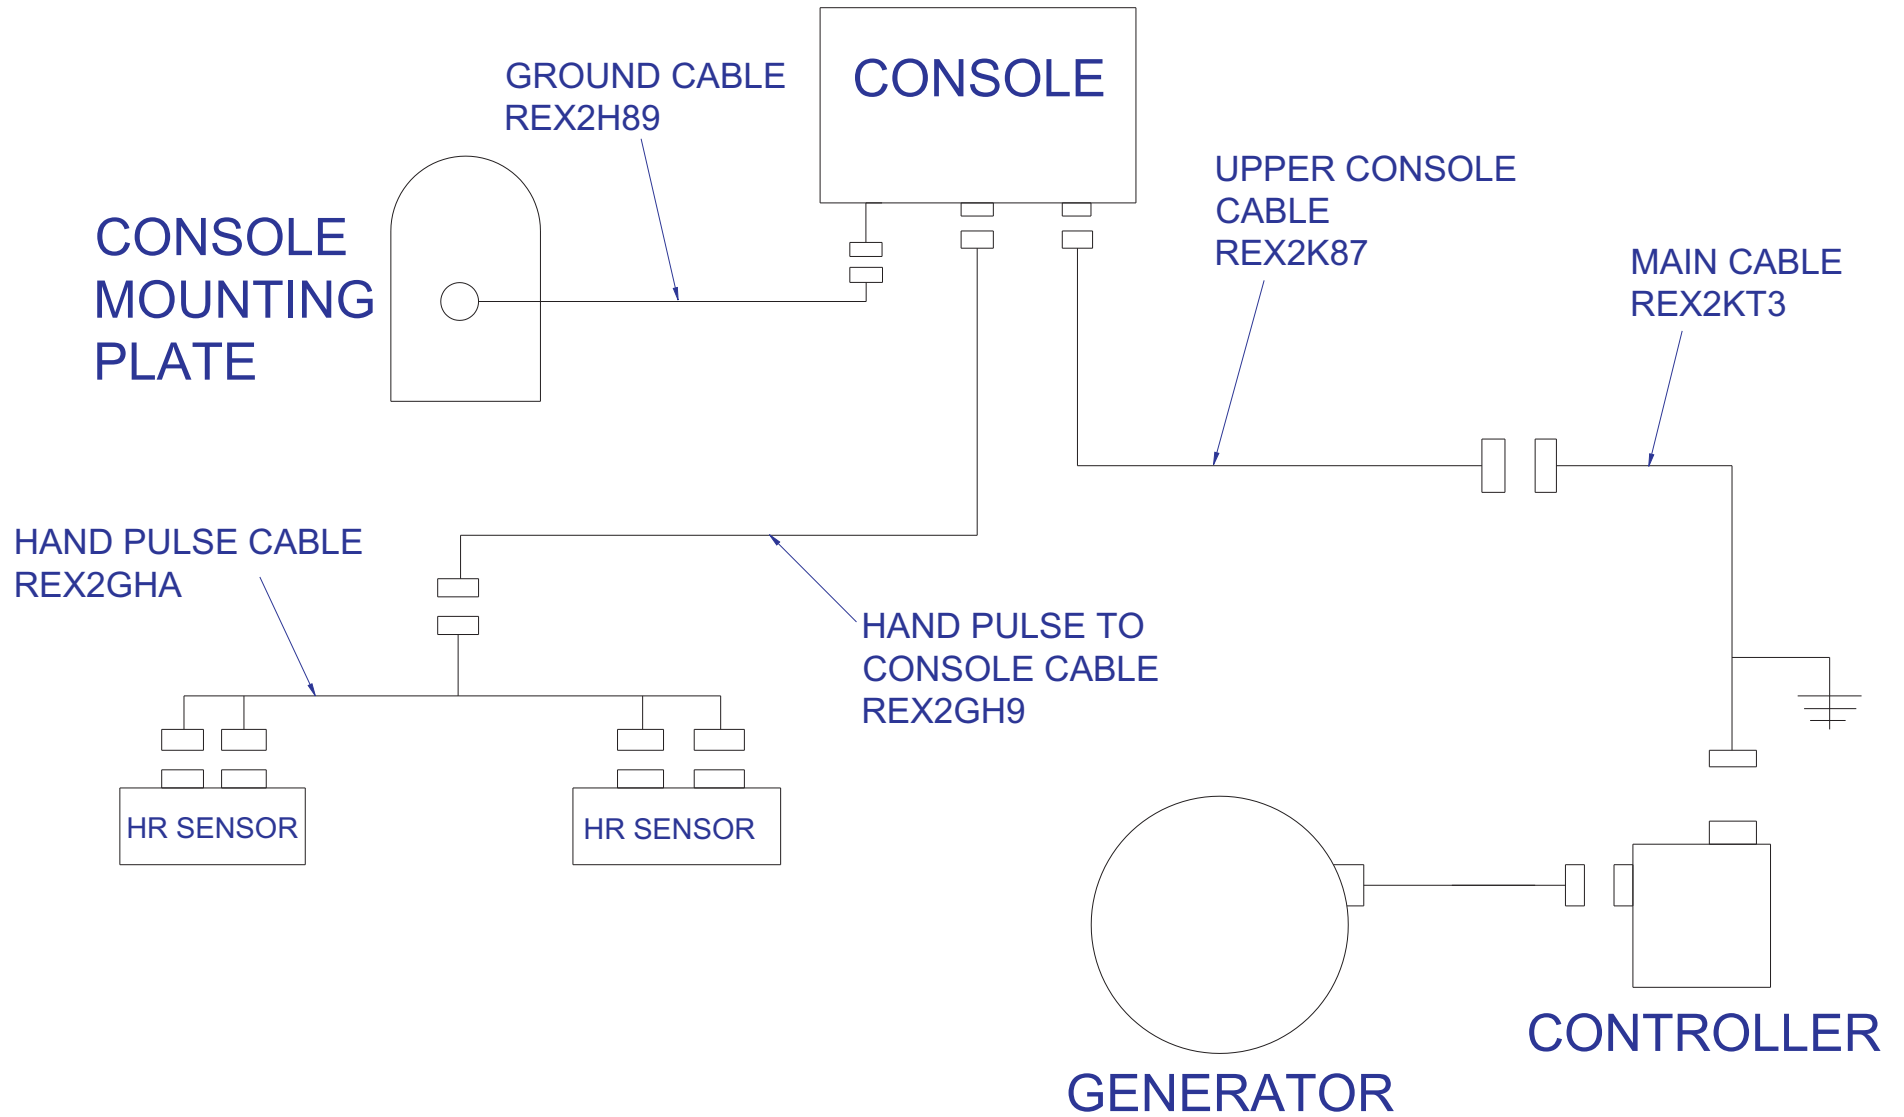 CONSOLE
GROUND CABLE
REX2H89
UPPER CONSOLE
CABLE
REX2K87
CONSOLE
MOUNTING
PLATE
MAIN CABLE
REX2KT3
HAND PULSE CABLE
REX2GHA
HAND PULSE TO
CONSOLE CABLE
REX2GH9
HR SENSOR
HR SENSOR
CONTROLLER
GENERATOR